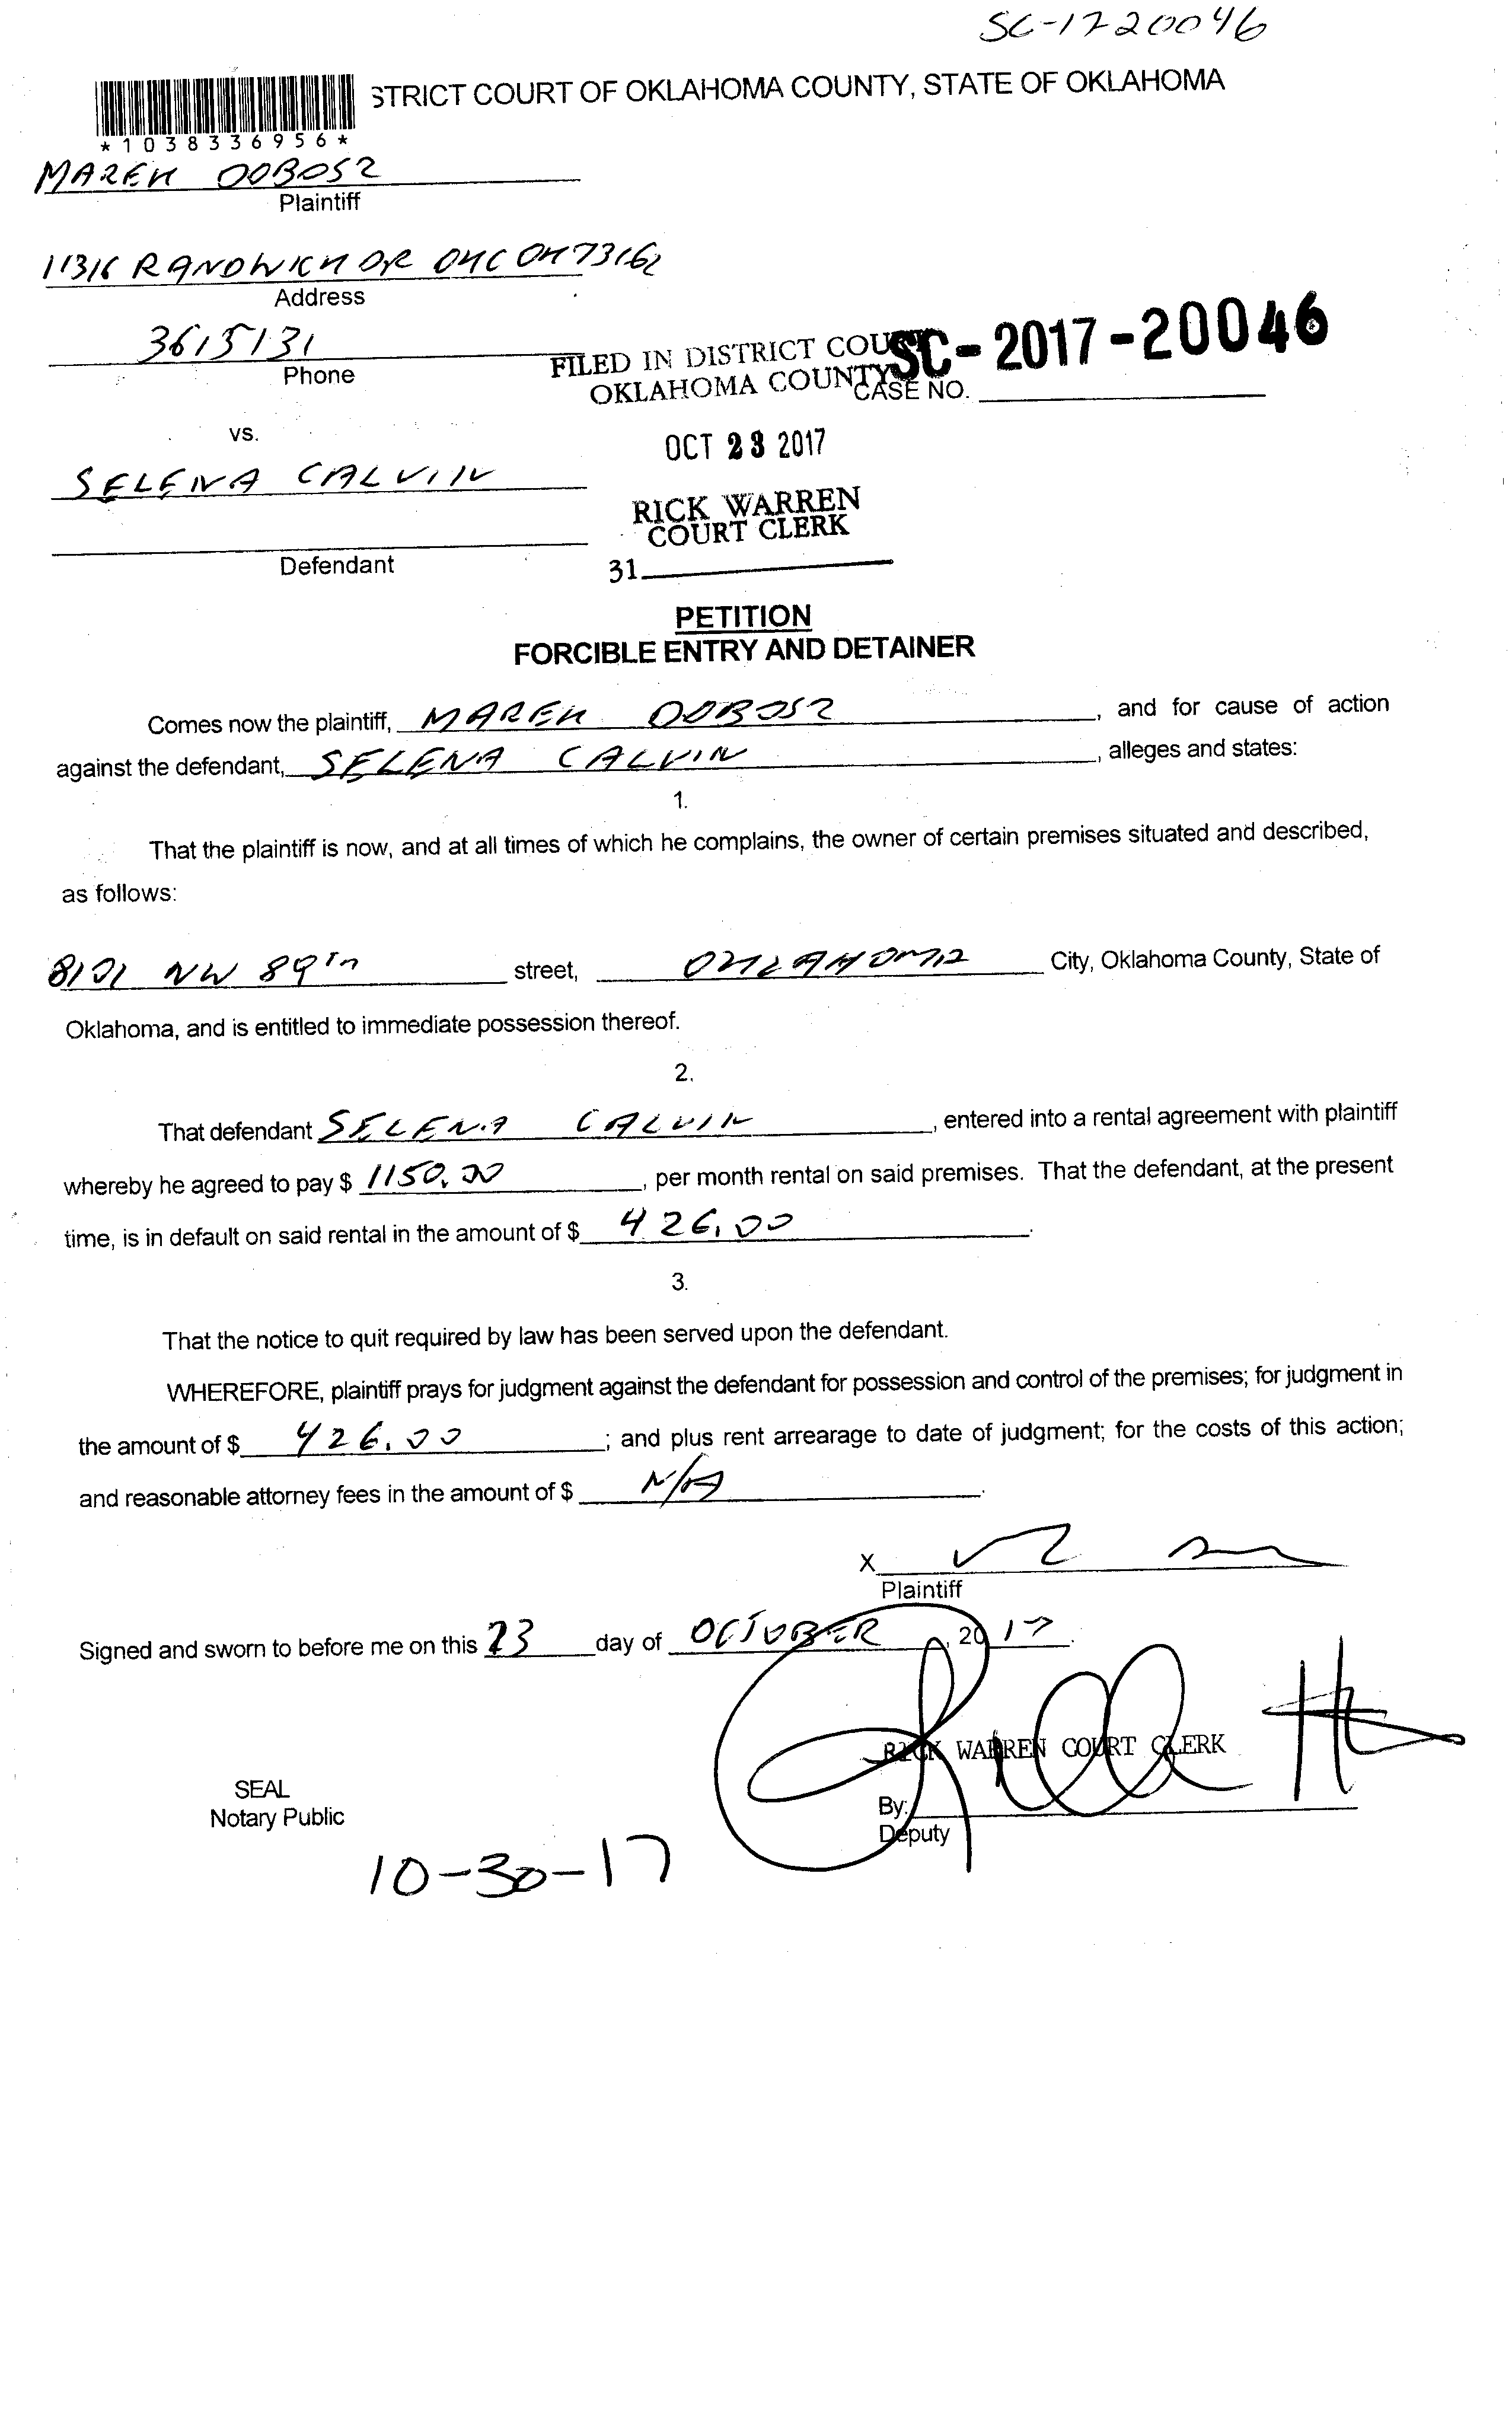 SC-1720046
STRICT COURT OF OKLAHOMA COUNTY, STATE OF OKLAHOMA
*1038336956*
MAREK DOBOSZ
Plaintiff
11316 RANDWICK DR OKC OK 73162
Address
3615131
Phone
FILED IN DISTRICT COURT
OKLAHOMA COUNTY
SC-2017-20046
CASE NO.
vs.
OCT 23 2017
SELENA CALVIN
RICK WARREN
COURT CLERK
Defendant
31
PETITION
FORCIBLE ENTRY AND DETAINER
Comes now the plaintiff, MAREK DOBOSZ, and for cause of action
against the defendant, SELENA CALVIN, alleges and states:
1.
That the plaintiff is now, and at all times of which he complains, the owner of certain premises situated and described,
as follows:
NW 89TH street, OKLAHOMA City, Oklahoma County, State of
Oklahoma, and is entitled to immediate possession thereof.
2.
That defendant SELENA CALVIN, entered into a rental agreement with plaintiff
whereby he agreed to pay $ 1150.00, per month rental on said premises. That the defendant, at the present
time, is in default on said rental in the amount of $ 426.00.
3.
That the notice to quit required by law has been served upon the defendant.
WHEREFORE, plaintiff prays for judgment against the defendant for possession and control of the premises; for judgment in
the amount of $ 426.00; and plus rent arrearage to date of judgment; for the costs of this action;
and reasonable attorney fees in the amount of $ N/A.
X
Plaintiff
Signed and sworn to before me on this 23 day of OCTOBER, 2017.
RICK WARREN COURT CLERK
SEAL
Notary Public
By:
Deputy
10-30-17